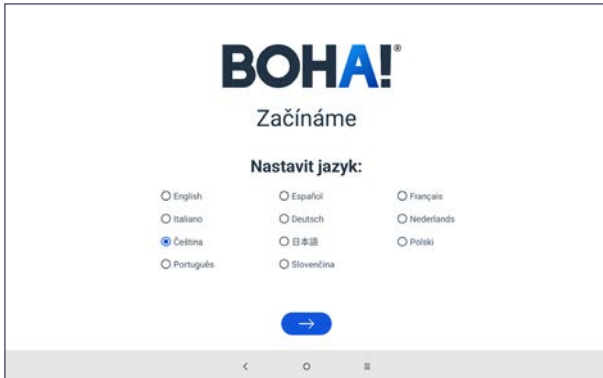 BOHA!®
Začínáme
Nastavit jazyk:
English Español Français
Italiano Deutsch Nederlands
Čeština 日本語 Polski
Português Slovenčina